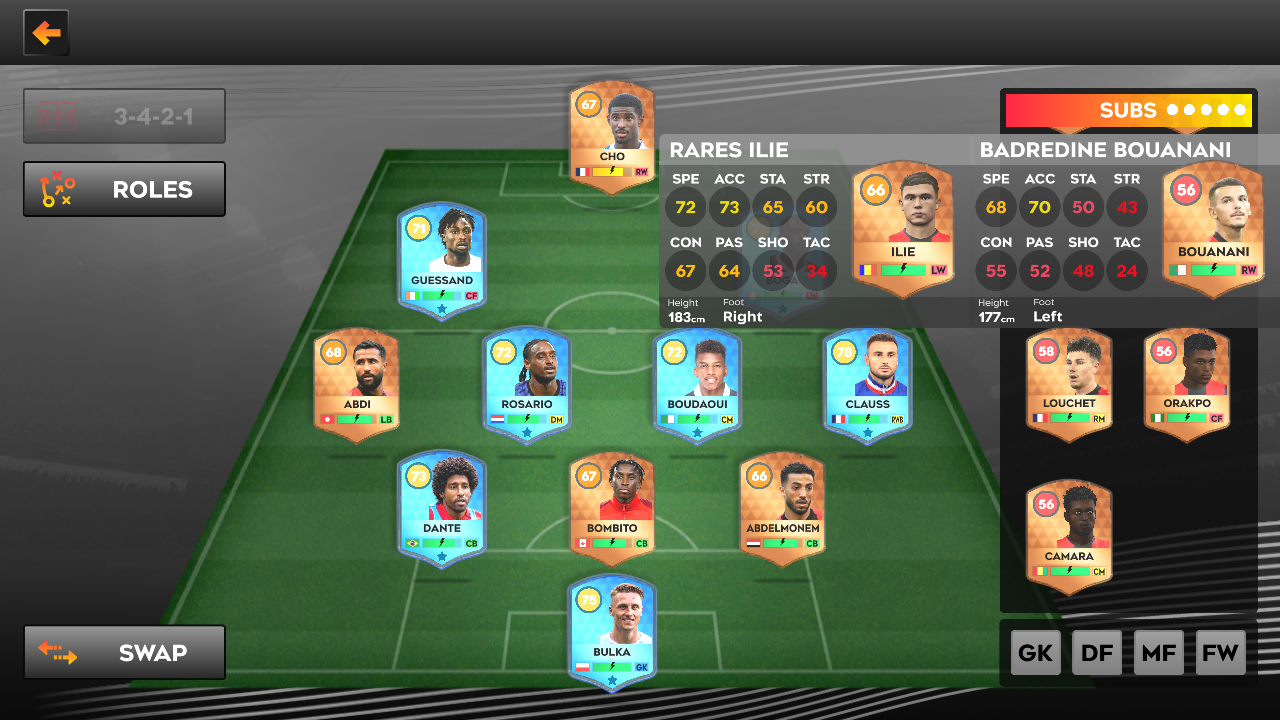 3-4-2-1
ROLES
SWAP
67
CHO
RW
71
GUESSAND
CF
BOGA
LW
68
ABDI
LB
72
ROSARIO
DM
72
BOUDAOUI
CM
78
CLAUSS
RWB
73
DANTE
CB
67
BOMBITO
CB
66
ABDELMONEM
CB
75
BULKA
GK
SUBS
RARES ILIE
SPE ACC STA STR
72 73 65 60
CON PAS SHO TAC
67 64 53 34
Height Foot
183cm Right
66
ILIE
LW
BADREDINE BOUANANI
SPE ACC STA STR
68 70 50 43
CON PAS SHO TAC
55 52 48 24
Height Foot
177cm Left
56
BOUANANI
RW
58
LOUCHET
RM
56
ORAKPO
CF
56
CAMARA
CM
GK DF MF FW